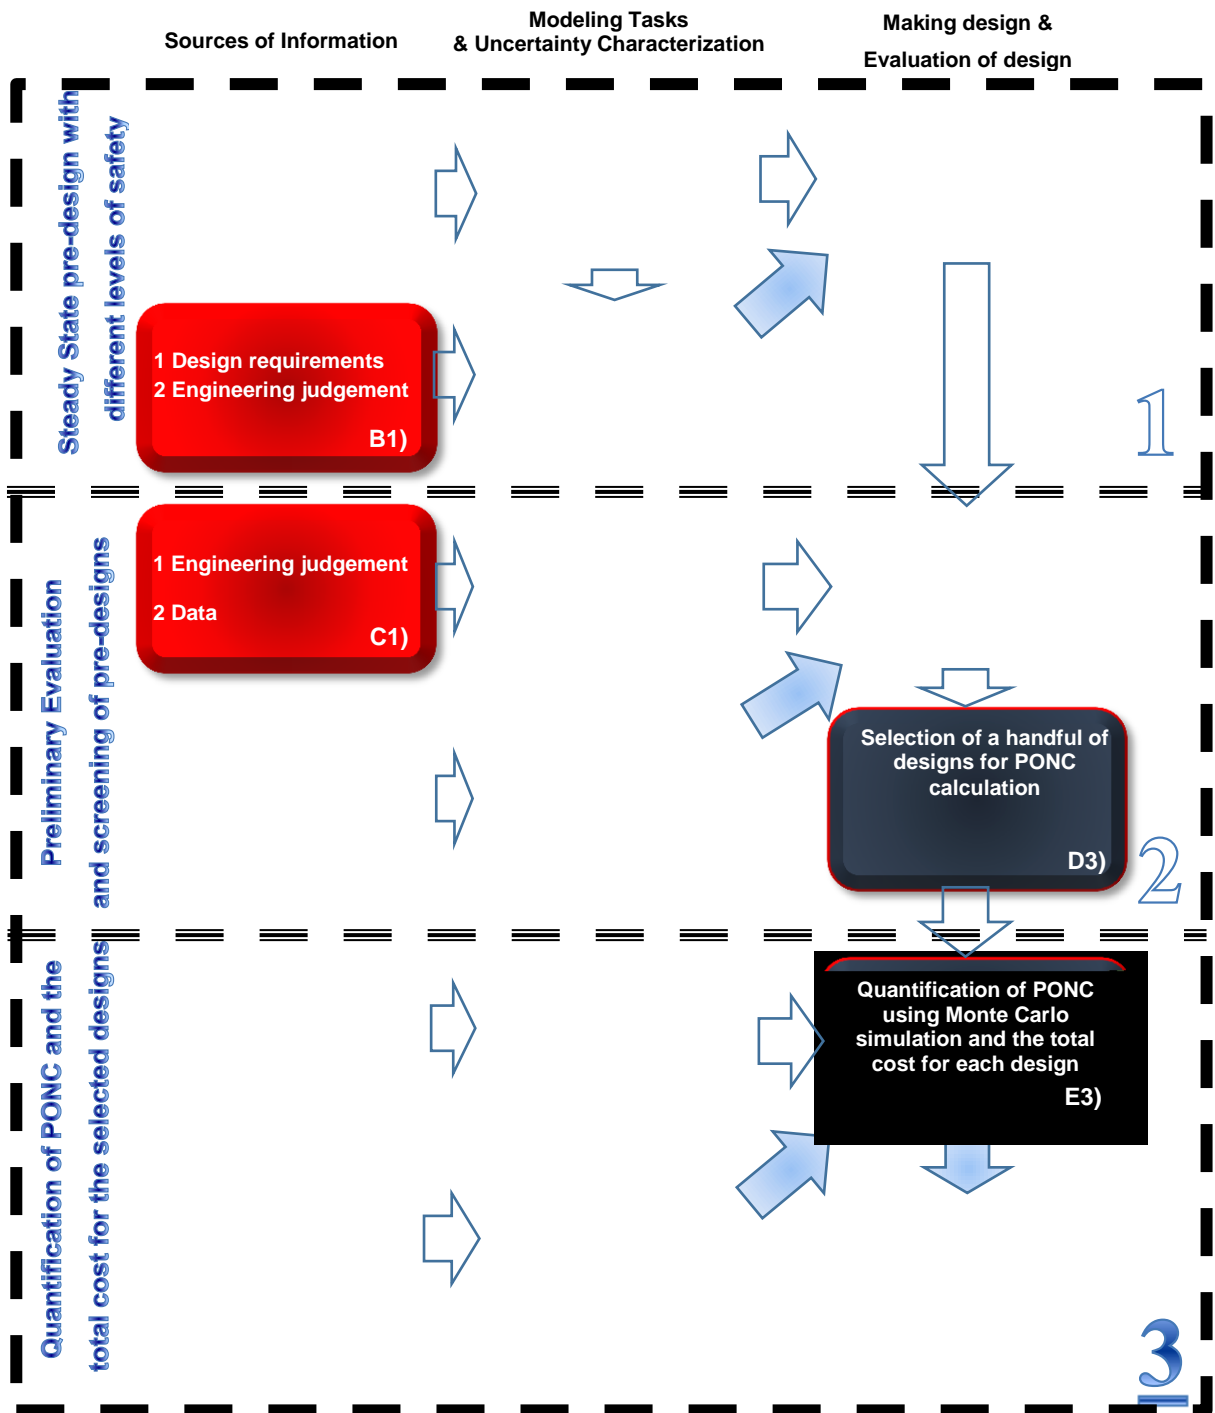 Sources of Information
Modeling Tasks
& Uncertainty Characterization
Making design &
Evaluation of design
Steady State pre-design with
different levels of safety
1 Design requirements
2 Engineering judgement
B1)
1
Preliminary Evaluation
and screening of pre-designs
1 Engineering judgement
2 Data
C1)
Selection of a handful of
designs for PONC
calculation
D3)
2
Quantification of PONC and the
total cost for the selected designs
Quantification of PONC
using Monte Carlo
simulation and the total
cost for each design
E3)
3